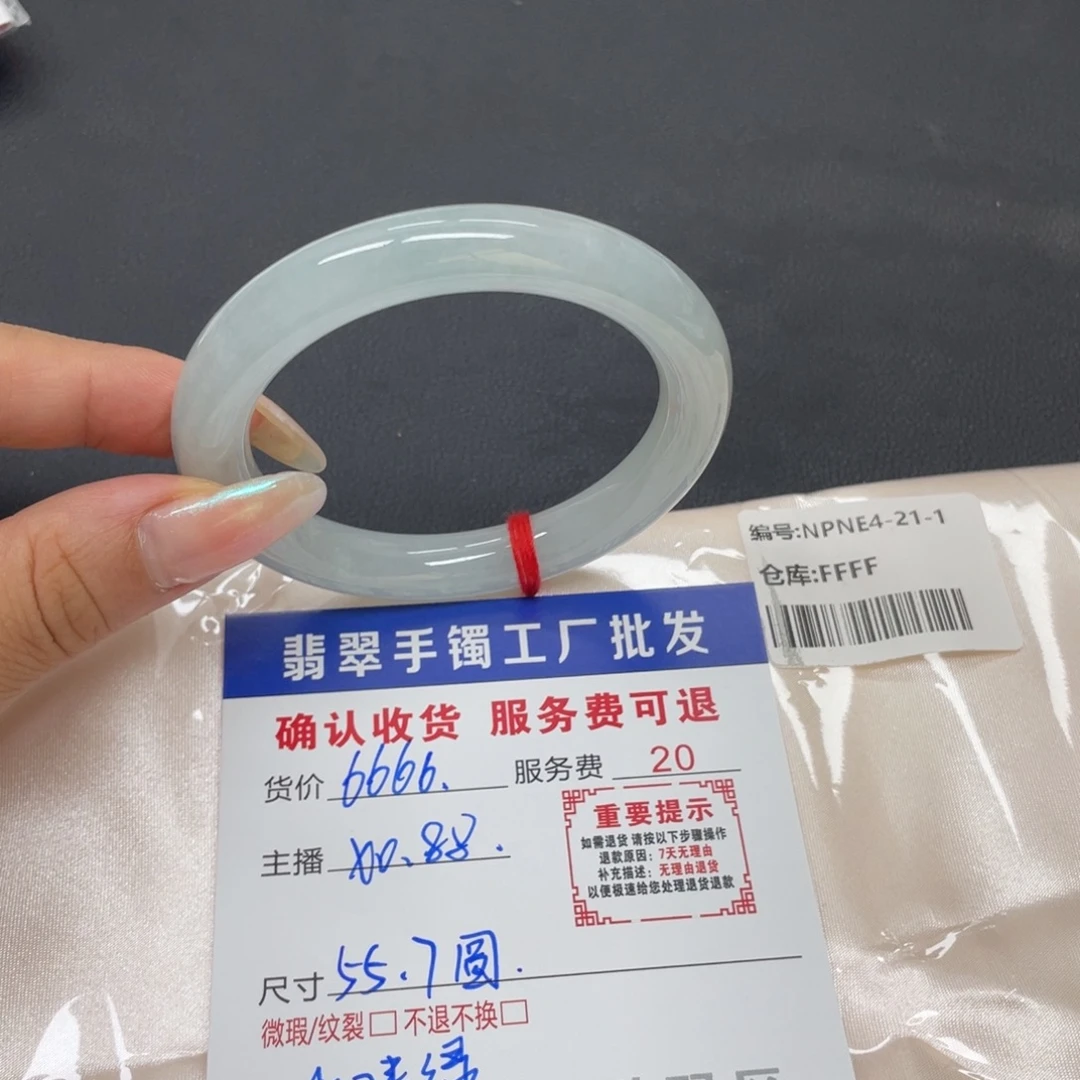 编号:NPNE4-21-1
仓库:FFFF
翡翠手镯工厂批发
确认收货 服务费可退
货价 6666. 服务费 20
主播
重要提示
如需退货 请按以下步骤操作
退款原因：7天无理由
补充描述：无理由退货
以便极速给您处理退货退款
尺寸 55.7圆.
微瑕/纹裂□ 不退不换□